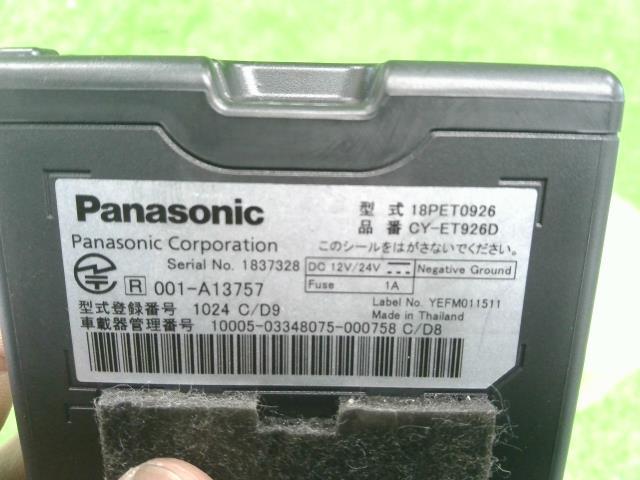 Panasonic
型 式 18PET0926
品 番 CY-ET926D
Panasonic Corporation
このシールをはがさないでください。
Serial No. 1837328
DC 12V/24V
Negative Ground
Fuse 1A
R 001-A13757
Label No. YEFM011511
Made in Thailand
型式登録番号 1024 C/D9
車載器管理番号 10005-03348075-000758 C/D8